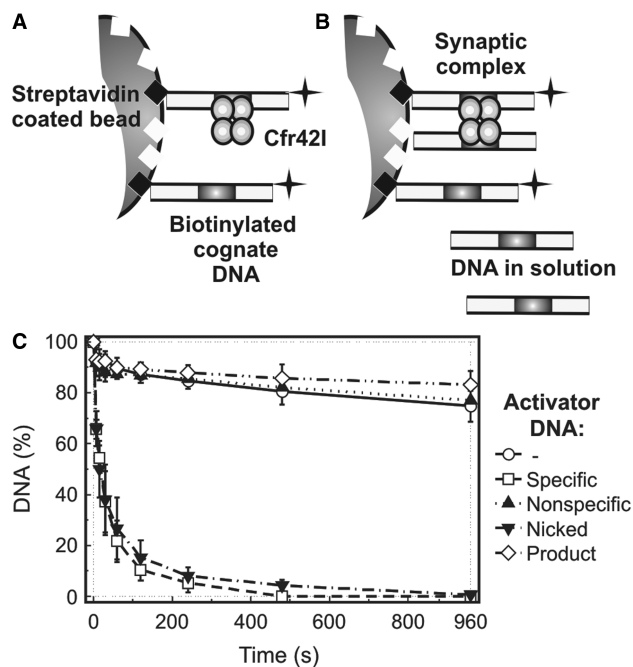 A
Streptavidin
coated bead
Cfr42I
Biotinylated
cognate
DNA
B
Synaptic
complex
DNA in solution
C
DNA (%)
100
80
60
40
20
0
0
200
400
600
800
960
Time (s)
Activator
DNA:
-
Specific
Nonspecific
Nicked
Product